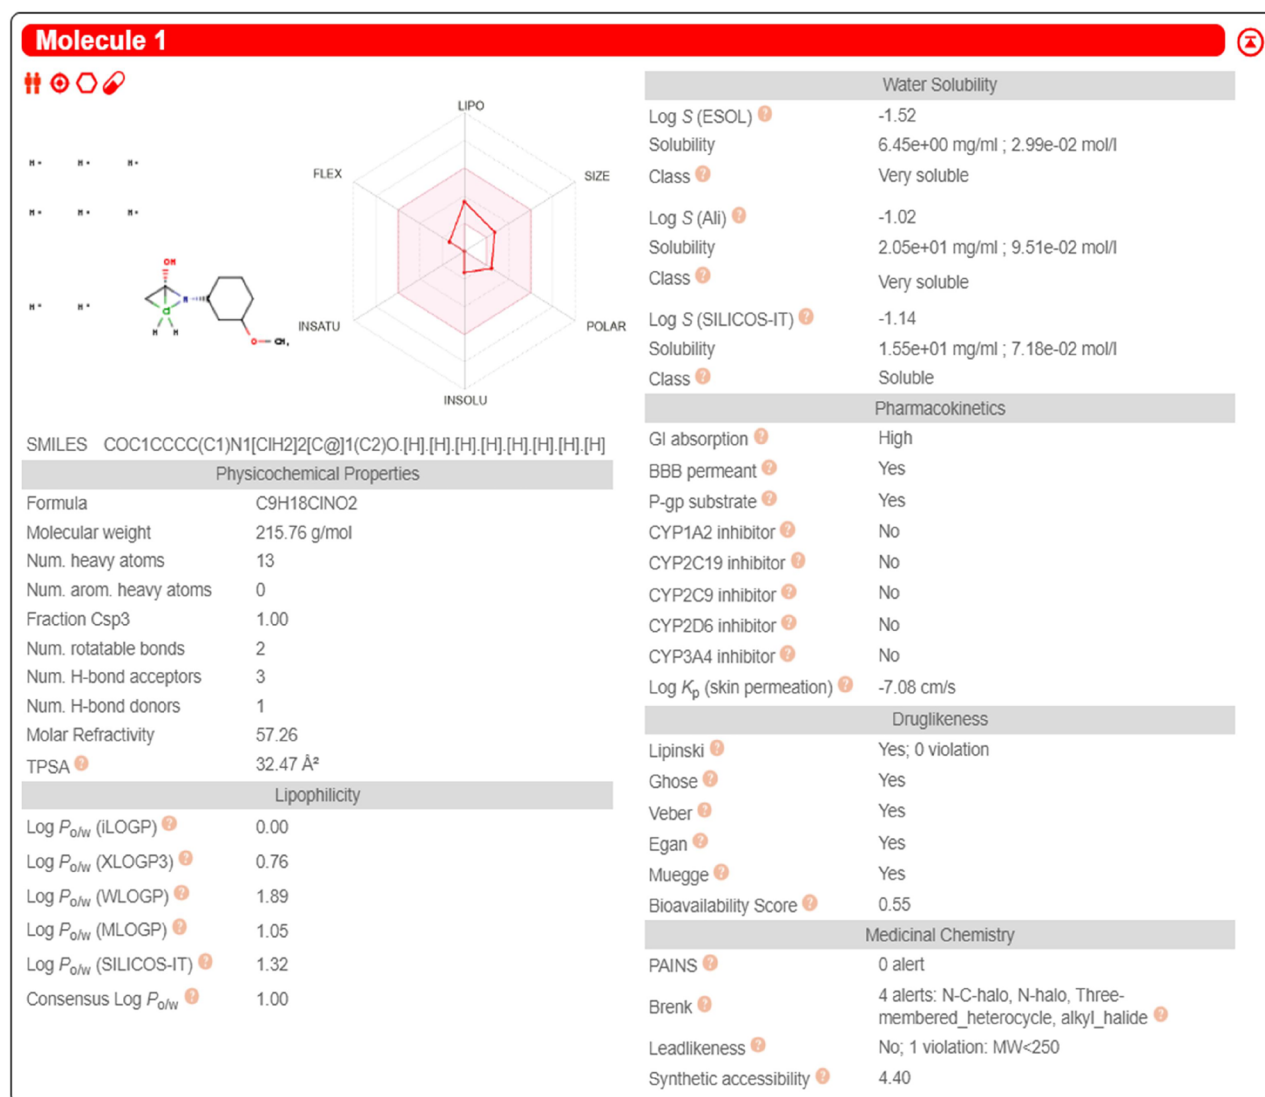 Molecule 1
LIPO
FLEX
SIZE
INSATU
POLAR
INSOLU
H• H• H•
H• H• H•
OH
N
Cl
H• H•
H H
O—CH,
SMILES COC1CCCC(C1)N1[ClH2]2[C@]1(C2)O.[H].[H].[H].[H].[H].[H].[H].[H]
Physicochemical Properties
Formula C9H18ClNO2
Molecular weight 215.76 g/mol
Num. heavy atoms 13
Num. arom. heavy atoms 0
Fraction Csp3 1.00
Num. rotatable bonds 2
Num. H-bond acceptors 3
Num. H-bond donors 1
Molar Refractivity 57.26
TPSA ? 32.47 Å²
Lipophilicity
Log Po/w (iLOGP) ? 0.00
Log Po/w (XLOGP3) ? 0.76
Log Po/w (WLOGP) ? 1.89
Log Po/w (MLOGP) ? 1.05
Log Po/w (SILICOS-IT) ? 1.32
Consensus Log Po/w ? 1.00
Water Solubility
Log S (ESOL) ? -1.52
Solubility 6.45e+00 mg/ml ; 2.99e-02 mol/l
Class ? Very soluble
Log S (Ali) ? -1.02
Solubility 2.05e+01 mg/ml ; 9.51e-02 mol/l
Class ? Very soluble
Log S (SILICOS-IT) ? -1.14
Solubility 1.55e+01 mg/ml ; 7.18e-02 mol/l
Class ? Soluble
Pharmacokinetics
GI absorption ? High
BBB permeant ? Yes
P-gp substrate ? Yes
CYP1A2 inhibitor ? No
CYP2C19 inhibitor ? No
CYP2C9 inhibitor ? No
CYP2D6 inhibitor ? No
CYP3A4 inhibitor ? No
Log Kp (skin permeation) ? -7.08 cm/s
Druglikeness
Lipinski ? Yes; 0 violation
Ghose ? Yes
Veber ? Yes
Egan ? Yes
Muegge ? Yes
Bioavailability Score ? 0.55
Medicinal Chemistry
PAINS ? 0 alert
Brenk ? 4 alerts: N-C-halo, N-halo, Three-
membered_heterocycle, alkyl_halide ?
Leadlikeness ? No; 1 violation: MW<250
Synthetic accessibility ? 4.40